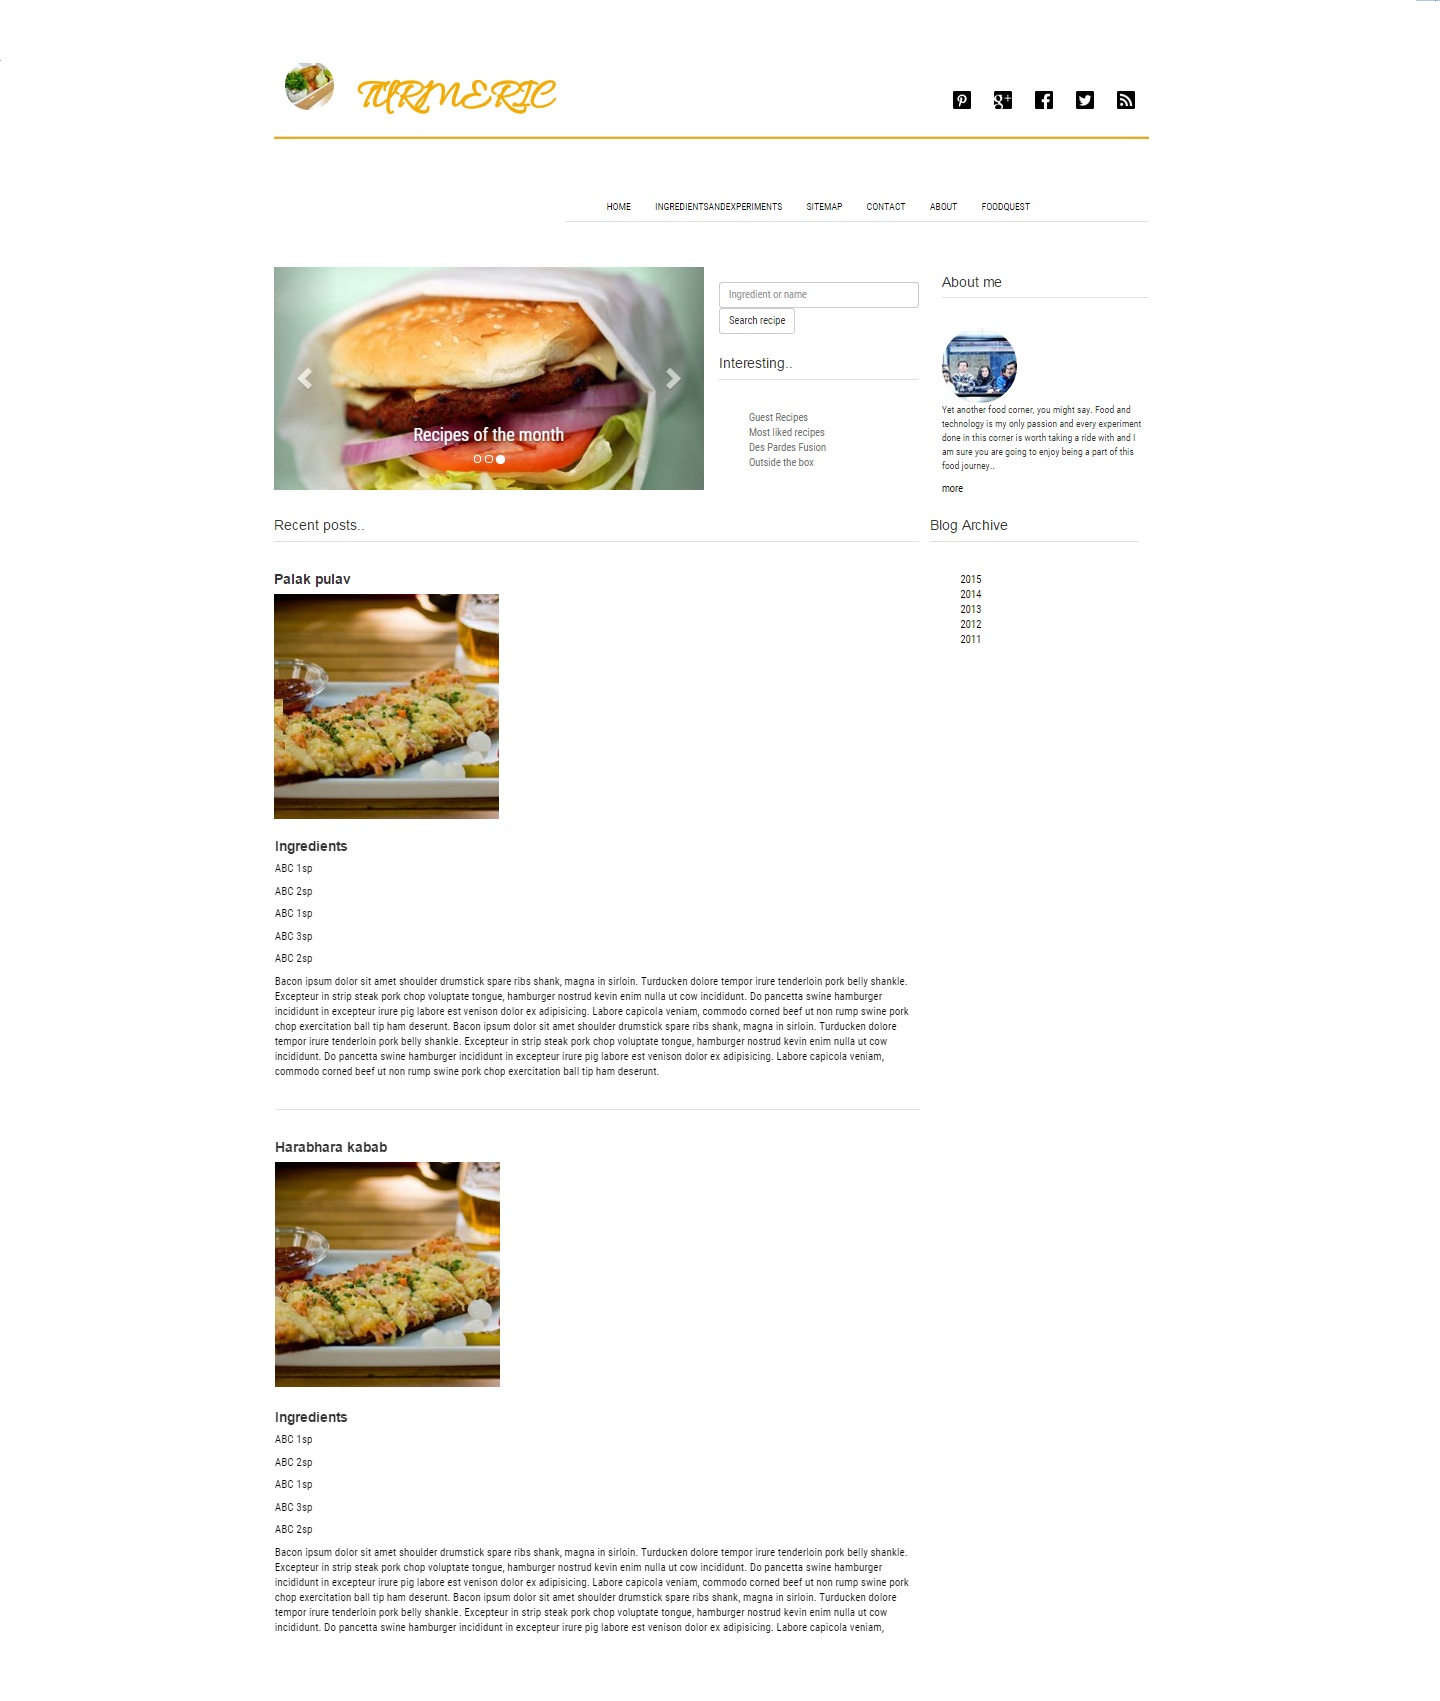 TURMERIC
HOME INGREDIENTSANDEXPERIMENTS SITEMAP CONTACT ABOUT FOODQUEST
Recipes of the month
Ingredient or name
Search recipe
Interesting..
Guest Recipes
Most liked recipes
Des Pardes Fusion
Outside the box
About me
Yet another food corner, you might say. Food and
technology is my only passion and every experiment
done in this corner is worth taking a ride with and I
am sure you are going to enjoy being a part of this
food journey..
more
Recent posts..
Palak pulav
Ingredients
ABC 1sp
ABC 2sp
ABC 1sp
ABC 3sp
ABC 2sp
Bacon ipsum dolor sit amet shoulder drumstick spare ribs shank, magna in sirloin. Turducken dolore tempor irure tenderloin pork belly shankle.
Excepteur in strip steak pork chop voluptate tongue, hamburger nostrud kevin enim nulla ut cow incididunt. Do pancetta swine hamburger
incididunt in excepteur irure pig labore est venison dolor ex adipisicing. Labore capicola veniam, commodo corned beef ut non rump swine pork
chop exercitation ball tip ham deserunt. Bacon ipsum dolor sit amet shoulder drumstick spare ribs shank, magna in sirloin. Turducken dolore
tempor irure tenderloin pork belly shankle. Excepteur in strip steak pork chop voluptate tongue, hamburger nostrud kevin enim nulla ut cow
incididunt. Do pancetta swine hamburger incididunt in excepteur irure pig labore est venison dolor ex adipisicing. Labore capicola veniam,
commodo corned beef ut non rump swine pork chop exercitation ball tip ham deserunt.
Harabhara kabab
Ingredients
ABC 1sp
ABC 2sp
ABC 1sp
ABC 3sp
ABC 2sp
Bacon ipsum dolor sit amet shoulder drumstick spare ribs shank, magna in sirloin. Turducken dolore tempor irure tenderloin pork belly shankle.
Excepteur in strip steak pork chop voluptate tongue, hamburger nostrud kevin enim nulla ut cow incididunt. Do pancetta swine hamburger
incididunt in excepteur irure pig labore est venison dolor ex adipisicing. Labore capicola veniam, commodo corned beef ut non rump swine pork
chop exercitation ball tip ham deserunt. Bacon ipsum dolor sit amet shoulder drumstick spare ribs shank, magna in sirloin. Turducken dolore
tempor irure tenderloin pork belly shankle. Excepteur in strip steak pork chop voluptate tongue, hamburger nostrud kevin enim nulla ut cow
incididunt. Do pancetta swine hamburger incididunt in excepteur irure pig labore est venison dolor ex adipisicing. Labore capicola veniam,
Blog Archive
2015
2014
2013
2012
2011